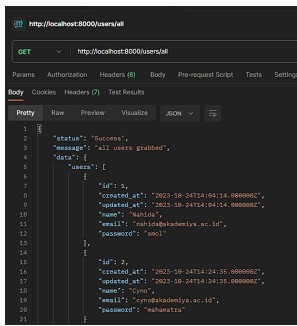 http://localhost:8000/users/all
GET http://localhost:8000/users/all
Params Authorization Headers (6) Body Pre-request Script Tests Settings
Body Cookies Headers (7) Test Results
Pretty Raw Preview Visualize JSON
1 {
2 "status": "Success",
3 "message": "all users grabbed",
4 "data": {
5 "users": [
6 {
7 "id": 1,
8 "created_at": "2023-10-24T14:04:14.000000Z",
9 "updated_at": "2023-10-24T14:04:14.000000Z",
10 "name": "Nahida",
11 "email": "nahida@akademiya.ac.id",
12 "password": "smol"
13 },
14 {
15 "id": 2,
16 "created_at": "2023-10-24T14:24:35.000000Z",
17 "updated_at": "2023-10-24T14:24:35.000000Z",
18 "name": "Cyno",
19 "email": "cyno@akademiya.ac.id",
20 "password": "mahamatra"
21 }